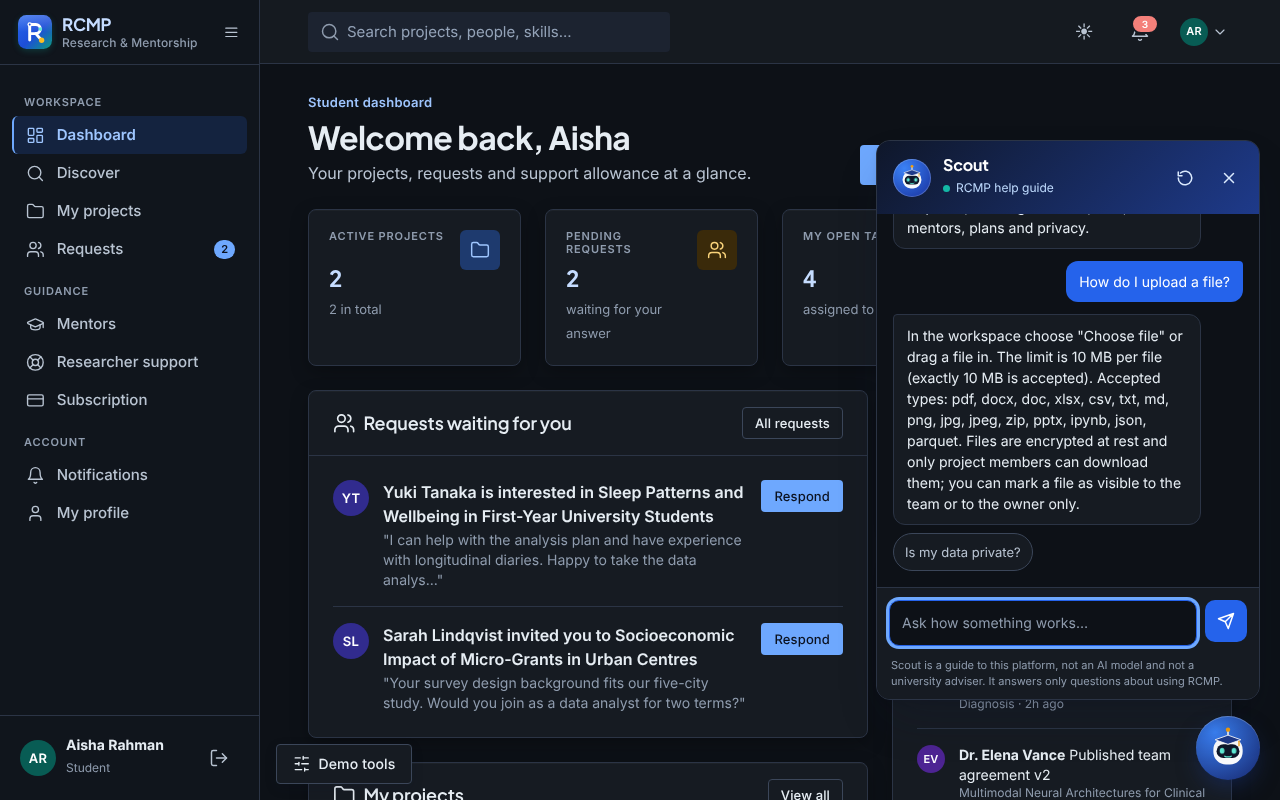 RCMP
Research & Mentorship
WORKSPACE
Dashboard
Discover
My projects
Requests
2
GUIDANCE
Mentors
Researcher support
Subscription
ACCOUNT
Notifications
My profile
AR
Aisha Rahman
Student
Search projects, people, skills...
3
AR
Student dashboard
Welcome back, Aisha
Your projects, requests and support allowance at a glance.
ACTIVE PROJECTS
2
2 in total
PENDING
REQUESTS
2
waiting for your
answer
MY OPEN TA
4
assigned to
Requests waiting for you
All requests
YT
Yuki Tanaka is interested in Sleep Patterns and
Wellbeing in First-Year University Students
"I can help with the analysis plan and have experience
with longitudinal diaries. Happy to take the data
analys..."
Respond
SL
Sarah Lindqvist invited you to Socioeconomic
Impact of Micro-Grants in Urban Centres
"Your survey design background fits our five-city
study. Would you join as a data analyst for two terms?"
Respond
Demo tools
My projects
View all
Scout
RCMP help guide
mentors, plans and privacy.
How do I upload a file?
In the workspace choose "Choose file" or
drag a file in. The limit is 10 MB per file
(exactly 10 MB is accepted). Accepted
types: pdf, docx, doc, xlsx, csv, txt, md,
png, jpg, jpeg, zip, pptx, ipynb, json,
parquet. Files are encrypted at rest and
only project members can download
them; you can mark a file as visible to the
team or to the owner only.
Is my data private?
Ask how something works...
Scout is a guide to this platform, not an AI model and not a
university adviser. It answers only questions about using RCMP.
Diagnosis · 2h ago
EV
Dr. Elena Vance Published team
agreement v2
Multimodal Neural Architectures for Clinical